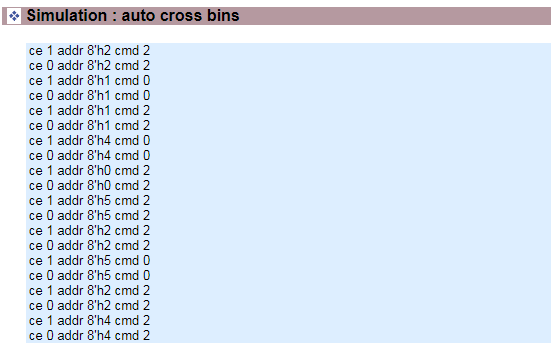 Simulation : auto cross bins
ce 1 addr 8'h2 cmd 2
ce 0 addr 8'h2 cmd 2
ce 1 addr 8'h1 cmd 0
ce 0 addr 8'h1 cmd 0
ce 1 addr 8'h1 cmd 2
ce 0 addr 8'h1 cmd 2
ce 1 addr 8'h4 cmd 0
ce 0 addr 8'h4 cmd 0
ce 1 addr 8'h0 cmd 2
ce 0 addr 8'h0 cmd 2
ce 1 addr 8'h5 cmd 2
ce 0 addr 8'h5 cmd 2
ce 1 addr 8'h2 cmd 2
ce 0 addr 8'h2 cmd 2
ce 1 addr 8'h5 cmd 0
ce 0 addr 8'h5 cmd 0
ce 1 addr 8'h2 cmd 2
ce 0 addr 8'h2 cmd 2
ce 1 addr 8'h4 cmd 2
ce 0 addr 8'h4 cmd 2